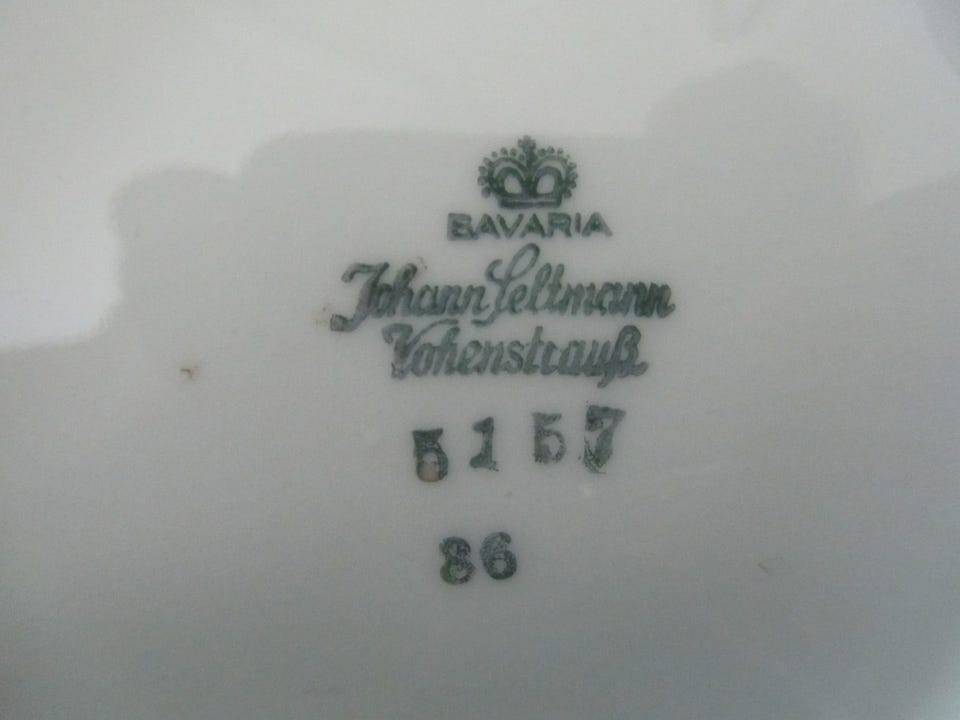 BAVARIA
Johann Seltmann
Vohenstrauß
5157
86